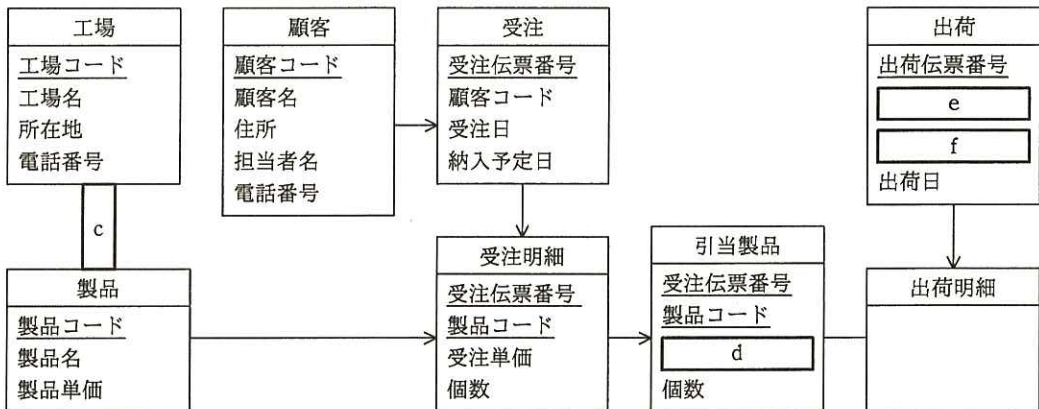 工場
工場コード
工場名
所在地
電話番号
顧客
顧客コード
顧客名
住所
担当者名
電話番号
受注
受注伝票番号
顧客コード
受注日
納入予定日
出荷
出荷伝票番号
e
f
出荷日
c
製品
製品コード
製品名
製品単価
受注明細
受注伝票番号
製品コード
受注単価
個数
引当製品
受注伝票番号
製品コード
d
個数
出荷明細